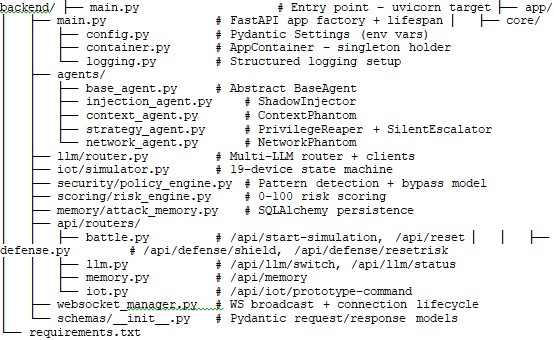 backend/ ├── main.py # Entry point - uvicorn target ├── app/
│ ├── main.py # FastAPI app factory + lifespan │ ├── core/
│ │ ├── config.py # Pydantic Settings (env vars)
│ │ ├── container.py # AppContainer - singleton holder
│ │ └── logging.py # Structured logging setup
│ ├── agents/
│ │ ├── base_agent.py # Abstract BaseAgent
│ │ ├── injection_agent.py # ShadowInjector
│ │ ├── context_agent.py # ContextPhantom
│ │ ├── strategy_agent.py # PrivilegeReaper + SilentEscalator
│ │ └── network_agent.py # NetworkPhantom
│ ├── llm/router.py # Multi-LLM router + clients
│ ├── iot/simulator.py # 19-device state machine
│ ├── security/policy_engine.py # Pattern detection + bypass model
│ ├── scoring/risk_engine.py # 0-100 risk scoring
│ ├── memory/attack_memory.py # SQLAlchemy persistence
│ ├── api/routers/
│ │ ├── battle.py # /api/start-simulation, /api/reset │ │ ├──
defense.py # /api/defense/shield, /api/defense/resetrisk
│ │ ├── llm.py # /api/llm/switch, /api/llm/status
│ │ ├── memory.py # /api/memory
│ │ └── iot.py # /api/iot/prototype-command
│ ├── websocket_manager.py # WS broadcast + connection lifecycle
│ └── schemas/__init__.py # Pydantic request/response models
└── requirements.txt